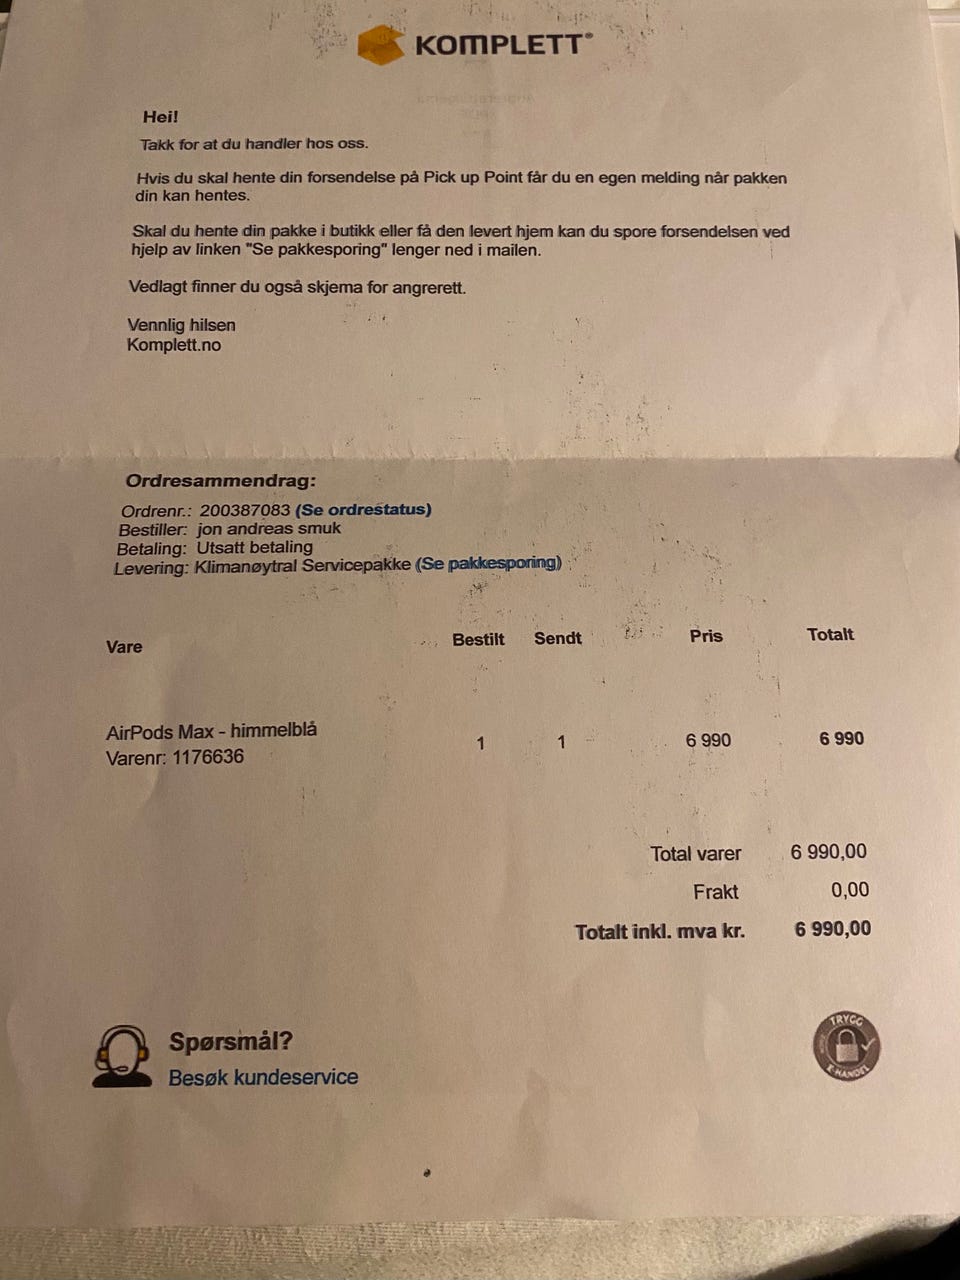 KOMPLETT®
Hei!
Takk for at du handler hos oss.
Hvis du skal hente din forsendelse på Pick up Point får du en egen melding når pakken
din kan hentes.
Skal du hente din pakke i butikk eller få den levert hjem kan du spore forsendelsen ved
hjelp av linken "Se pakkesporing" lenger ned i mailen.
Vedlagt finner du også skjema for angrerett.
Vennlig hilsen
Komplett.no
Ordresammendrag:
Ordrenr.: 200387083 (Se ordrestatus)
Bestiller: jon andreas smuk
Betaling: Utsatt betaling
Levering: Klimanøytral Servicepakke (Se pakkesporing)
Vare Bestilt Sendt Pris Totalt
AirPods Max - himmelblå 1 1 6 990 6 990
Varenr: 1176636
Total varer 6 990,00
Frakt 0,00
Totalt inkl. mva kr. 6 990,00
Spørsmål?
Besøk kundeservice
TRYGG
E-HANDEL